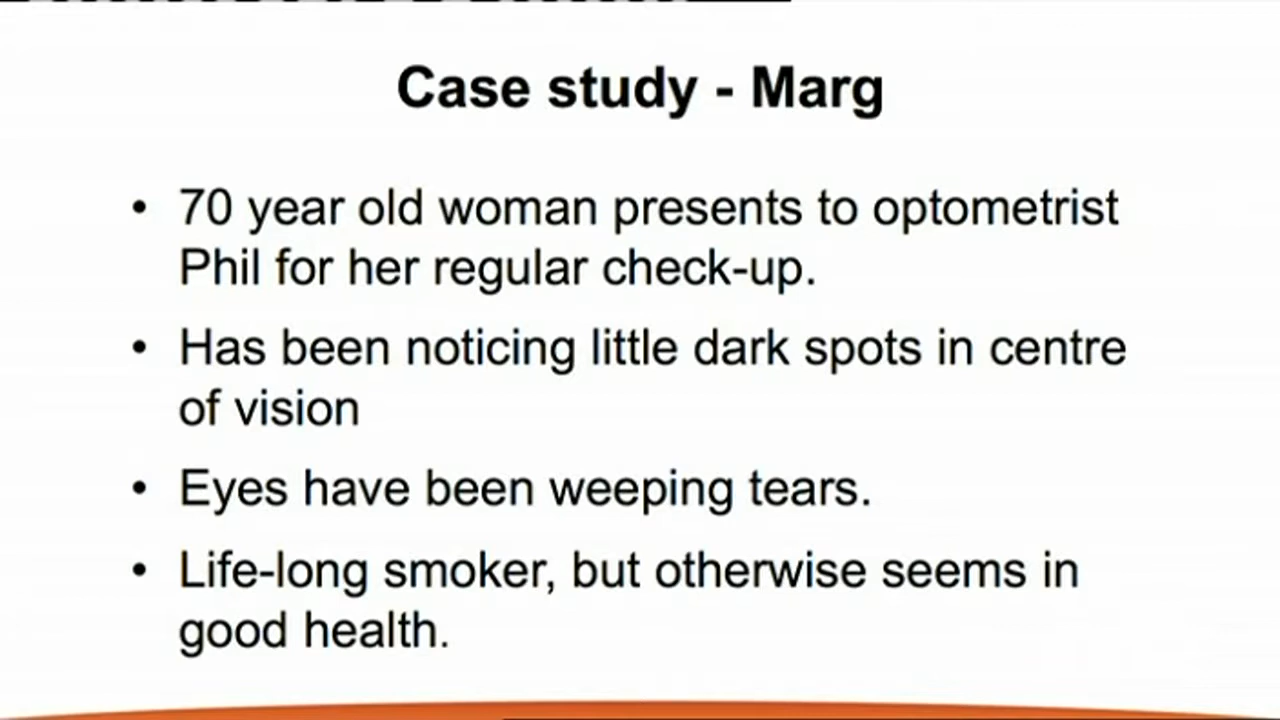 Case study - Marg
• 70 year old woman presents to optometrist
Phil for her regular check-up.
• Has been noticing little dark spots in centre
of vision
• Eyes have been weeping tears.
• Life-long smoker, but otherwise seems in
good health.